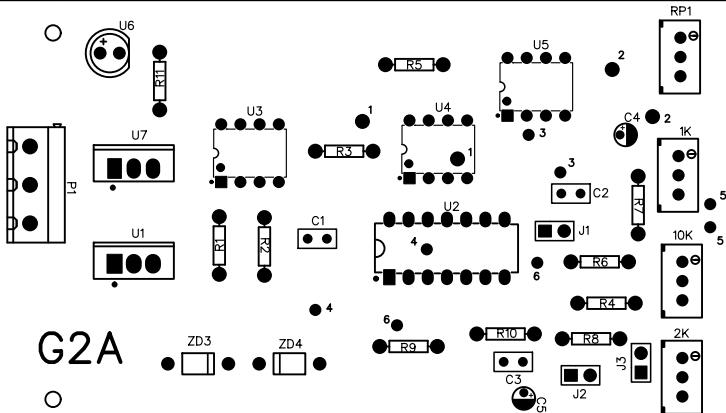 RP1
U6
U5
2
R5
R11
1
U3
U4
C4
2
1K
3
U7
R3
1
3
P1
C2
R7
5
U2
C1
J1
5
U1
R1
R2
4
10K
6
R6
4
R4
6
G2A
ZD3
ZD4
R10
R8
2K
R9
J3
C3
J2
C5